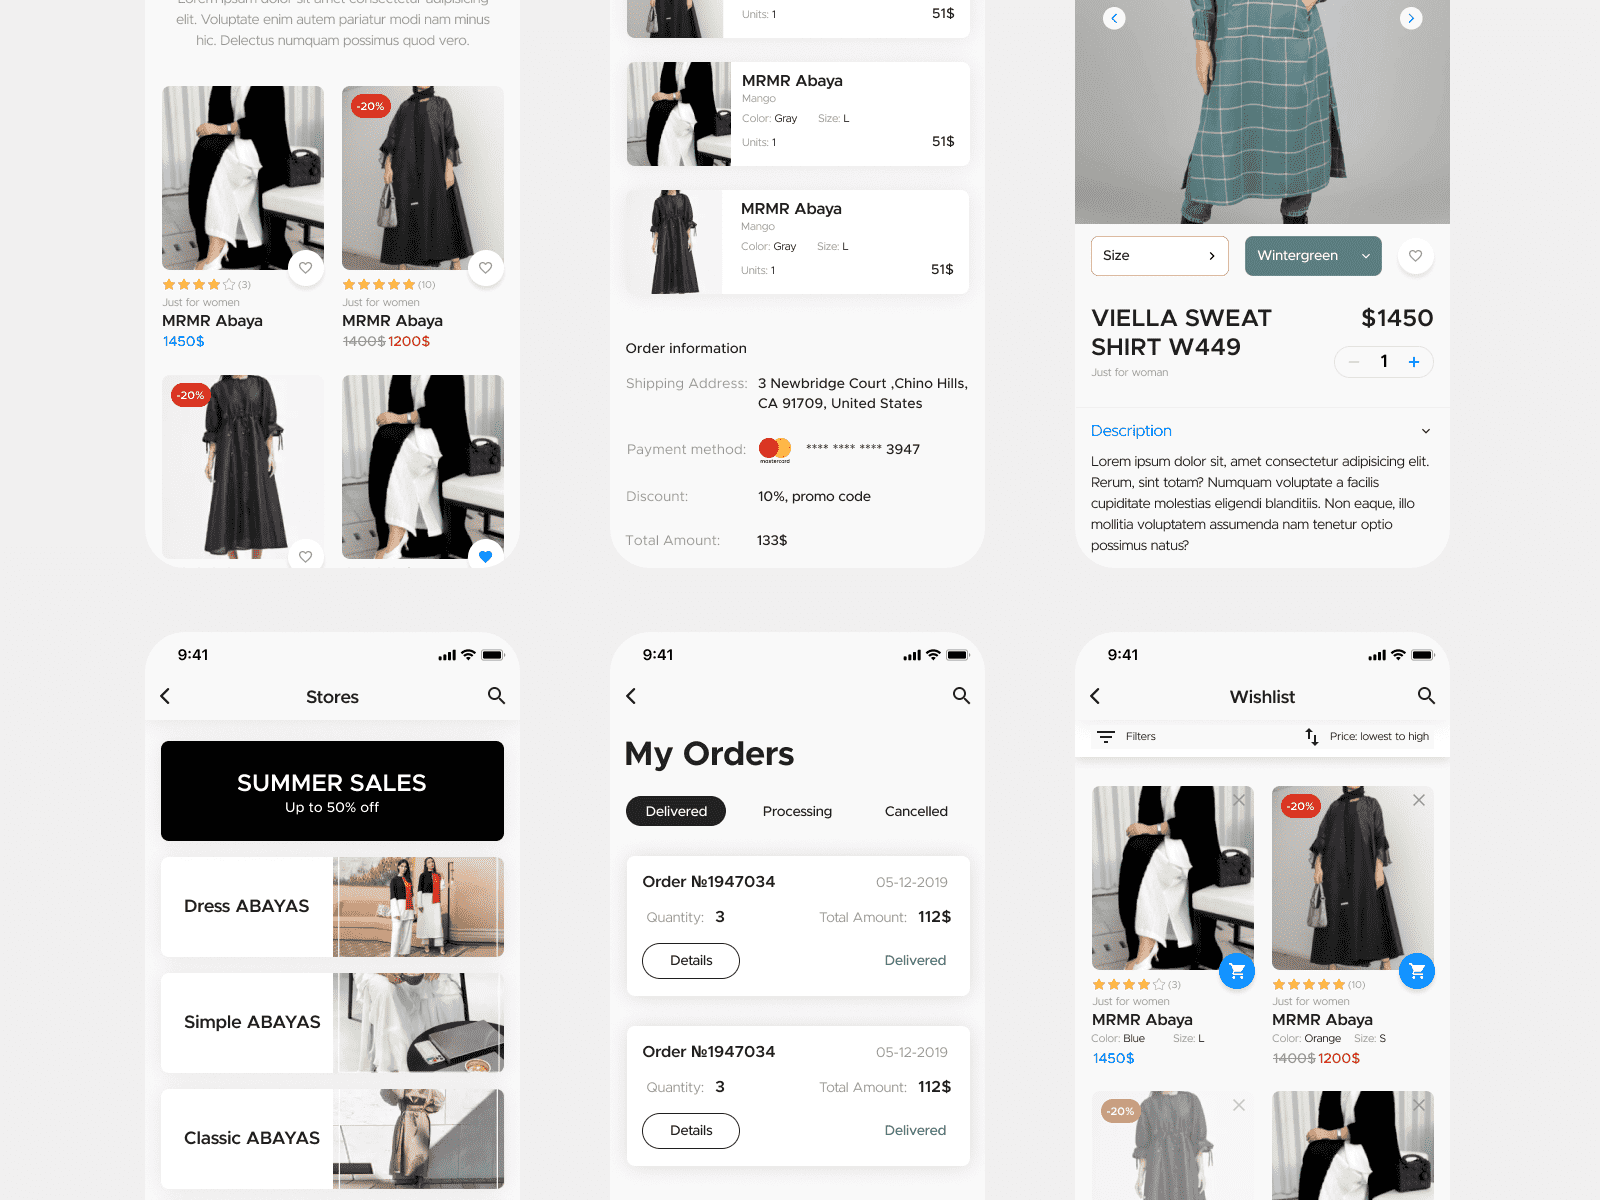 Lorem ipsum dolor sit amet consectetur adipisicing
elit. Voluptate enim autem pariatur modi nam minus
hic. Delectus numquam possimus quod vero.
-20%
(3)
Just for women
MRMR Abaya
1450$
(10)
Just for women
MRMR Abaya
1400$ 1200$
-20%
Units: 1
51$
MRMR Abaya
Mango
Color: Gray Size: L
Units: 1
51$
MRMR Abaya
Mango
Color: Gray Size: L
Units: 1
51$
Order information
Shipping Address: 3 Newbridge Court ,Chino Hills,
CA 91709, United States
Payment method: mastercard **** **** **** 3947
Discount: 10%, promo code
Total Amount: 133$
Size
Wintergreen
VIELLA SWEAT
SHIRT W449
$1450
Just for woman
1
Description
Lorem ipsum dolor sit, amet consectetur adipisicing elit.
Rerum, sint totam? Numquam voluptate a facilis
cupiditate molestias eligendi blanditiis. Non eaque, illo
mollitia voluptatem assumenda nam tenetur optio
possimus natus?
9:41
Stores
SUMMER SALES
Up to 50% off
Dress ABAYAS
Simple ABAYAS
Classic ABAYAS
9:41
My Orders
Delivered
Processing
Cancelled
Order №1947034
05-12-2019
Quantity: 3
Total Amount: 112$
Details
Delivered
Order №1947034
05-12-2019
Quantity: 3
Total Amount: 112$
Details
Delivered
9:41
Wishlist
Filters
Price: lowest to high
-20%
(3)
Just for women
MRMR Abaya
Color: Blue Size: L
1450$
(10)
Just for women
MRMR Abaya
Color: Orange Size: S
1400$ 1200$
-20%